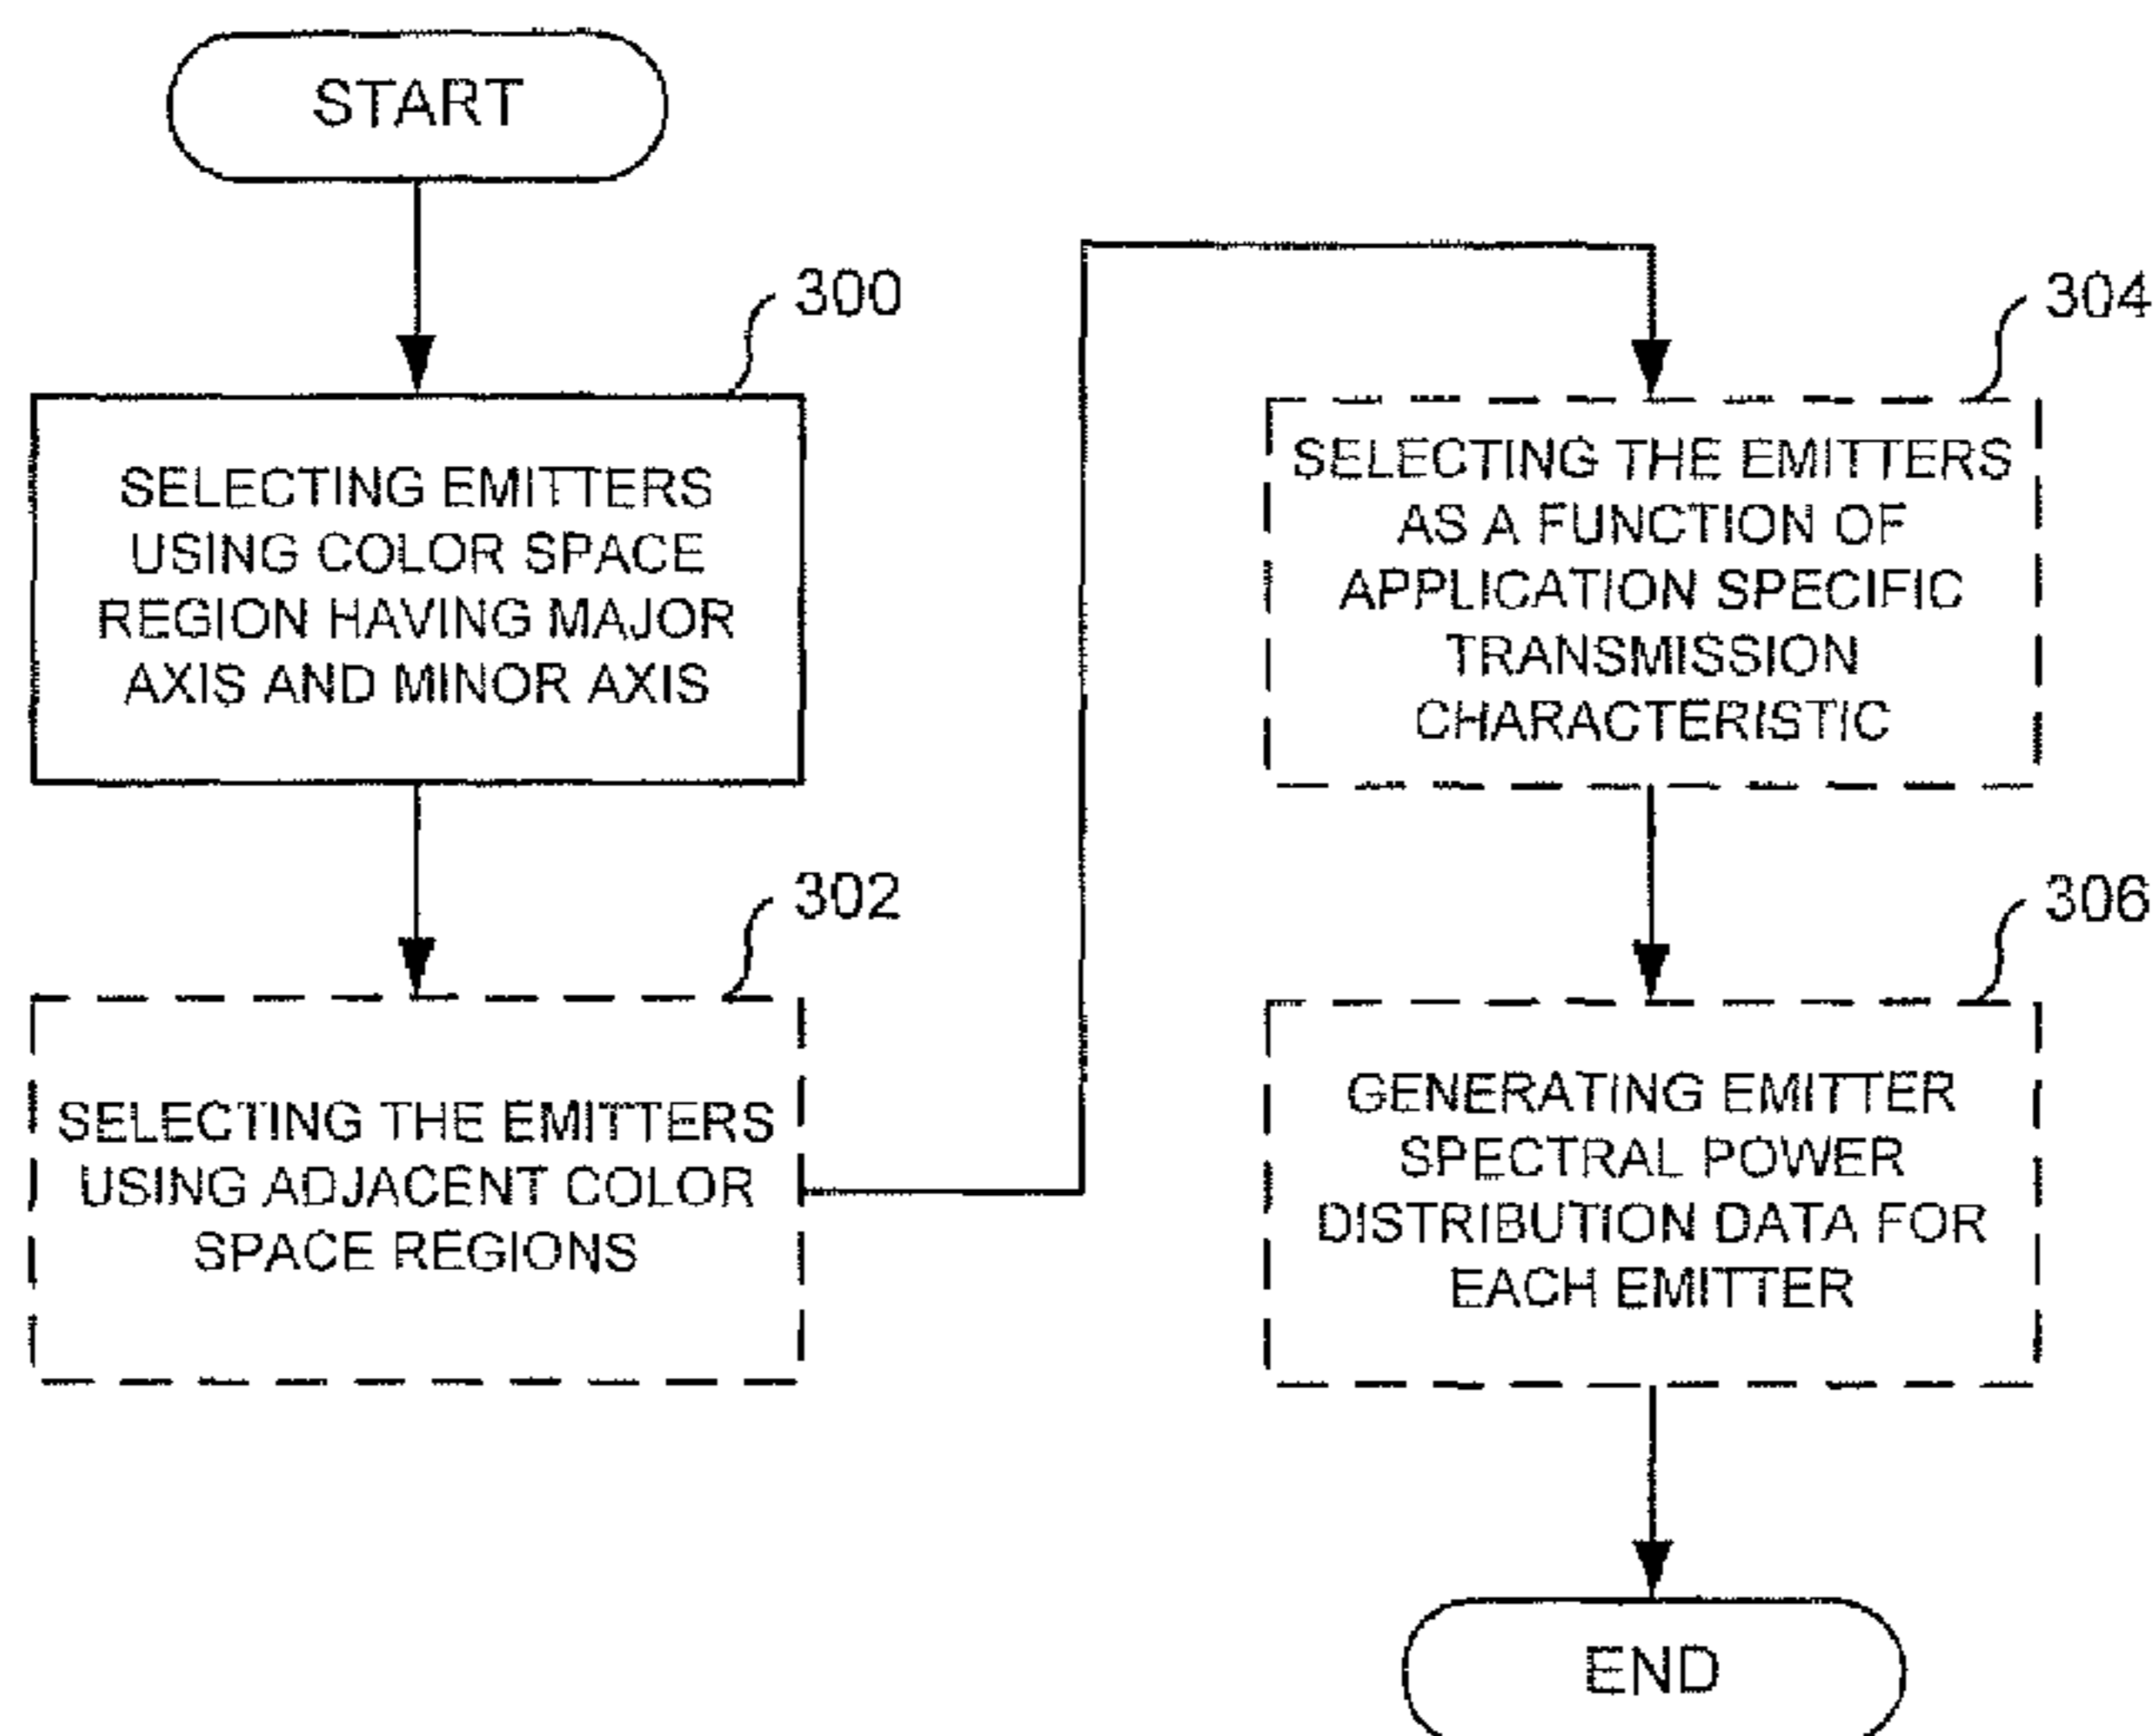 START
300
SELECTING EMITTERS
USING COLOR SPACE
REGION HAVING MAJOR
AXIS AND MINOR AXIS
302
SELECTING THE EMITTERS
USING ADJACENT COLOR
SPACE REGIONS
304
SELECTING THE EMITTERS
AS A FUNCTION OF
APPLICATION SPECIFIC
TRANSMISSION
CHARACTERISTIC
306
GENERATING EMITTER
SPECTRAL POWER
DISTRIBUTION DATA FOR
EACH EMITTER
END